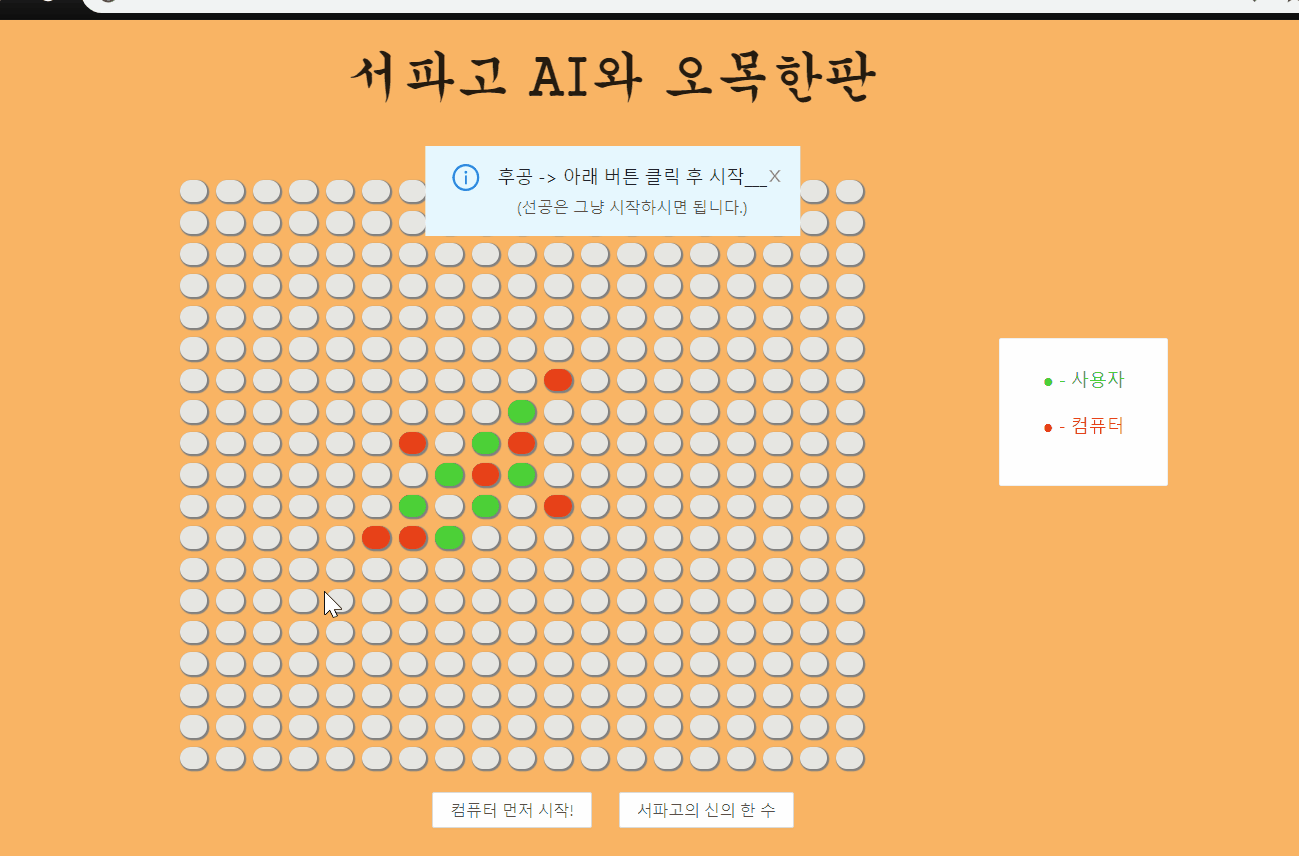 서파고 AI와 오목한판
후공 -> 아래 버튼 클릭 후 시작___X
(선공은 그냥 시작하시면 됩니다.)
● - 사용자
● - 컴퓨터
컴퓨터 먼저 시작!
서파고의 신의 한 수